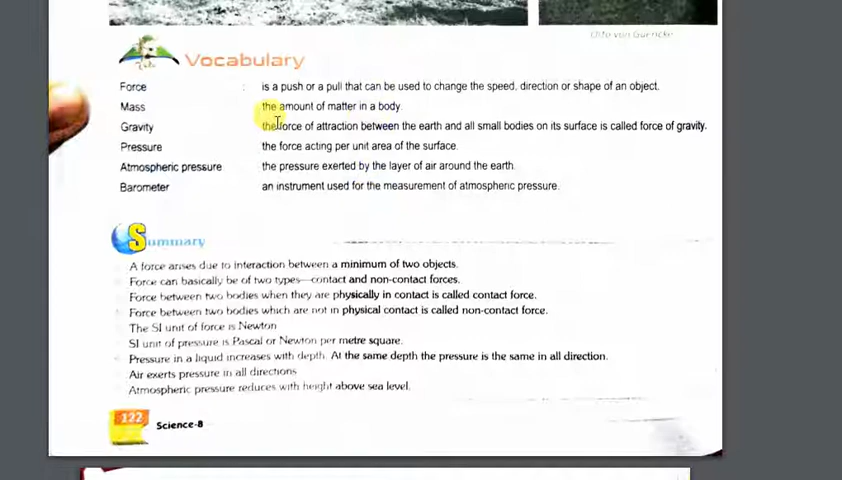 Otto von Guericke
Vocabulary
Force : is a push or a pull that can be used to change the speed, direction or shape of an object.
Mass the amount of matter in a body.
Gravity the force of attraction between the earth and all small bodies on its surface is called force of gravity.
Pressure the force acting per unit area of the surface.
Atmospheric pressure the pressure exerted by the layer of air around the earth.
Barometer an instrument used for the measurement of atmospheric pressure.
Summary
A force arises due to interaction between a minimum of two objects.
Force can basically be of two types—contact and non-contact forces.
Force between two bodies when they are physically in contact is called contact force.
Force between two bodies which are not in physical contact is called non-contact force.
The SI unit of force is Newton
SI unit of pressure is Pascal or Newton per metre square.
Pressure in a liquid increases with depth. At the same depth the pressure is the same in all direction.
Air exerts pressure in all directions
Atmospheric pressure reduces with height above sea level.
122 Science-8